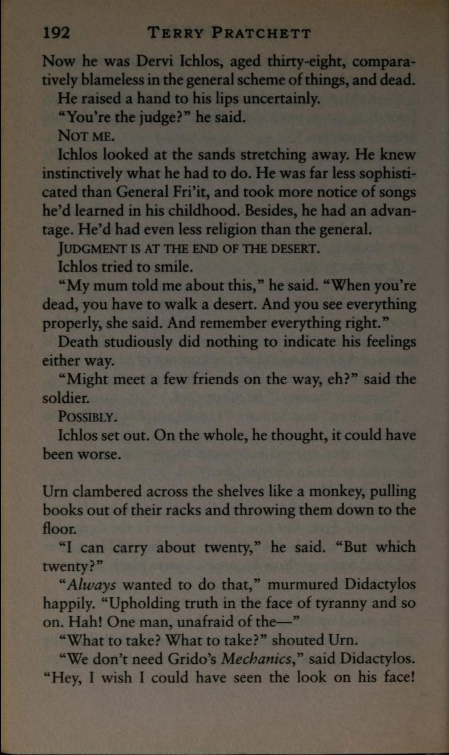 192 TERRY PRATCHETT
Now he was Dervi Ichlos, aged thirty-eight, compara-
tively blameless in the general scheme of things, and dead.
He raised a hand to his lips uncertainly.
“You’re the judge?” he said.
NOT ME.
Ichlos looked at the sands stretching away. He knew
instinctively what he had to do. He was far less sophisti-
cated than General Fri’it, and took more notice of songs
he’d learned in his childhood. Besides, he had an advan-
tage. He’d had even less religion than the general.
JUDGMENT IS AT THE END OF THE DESERT.
Ichlos tried to smile.
“My mum told me about this,” he said. “When you’re
dead, you have to walk a desert. And you see everything
properly, she said. And remember everything right.”
Death studiously did nothing to indicate his feelings
either way.
“Might meet a few friends on the way, eh?” said the
soldier.
POSSIBLY.
Ichlos set out. On the whole, he thought, it could have
been worse.
Urn clambered across the shelves like a monkey, pulling
books out of their racks and throwing them down to the
floor.
“I can carry about twenty,” he said. “But which
twenty?”
“Always wanted to do that,” murmured Didactylos
happily. “Upholding truth in the face of tyranny and so
on. Hah! One man, unafraid of the—”
“What to take? What to take?” shouted Urn.
“We don’t need Grido’s Mechanics,” said Didactylos.
“Hey, I wish I could have seen the look on his face!